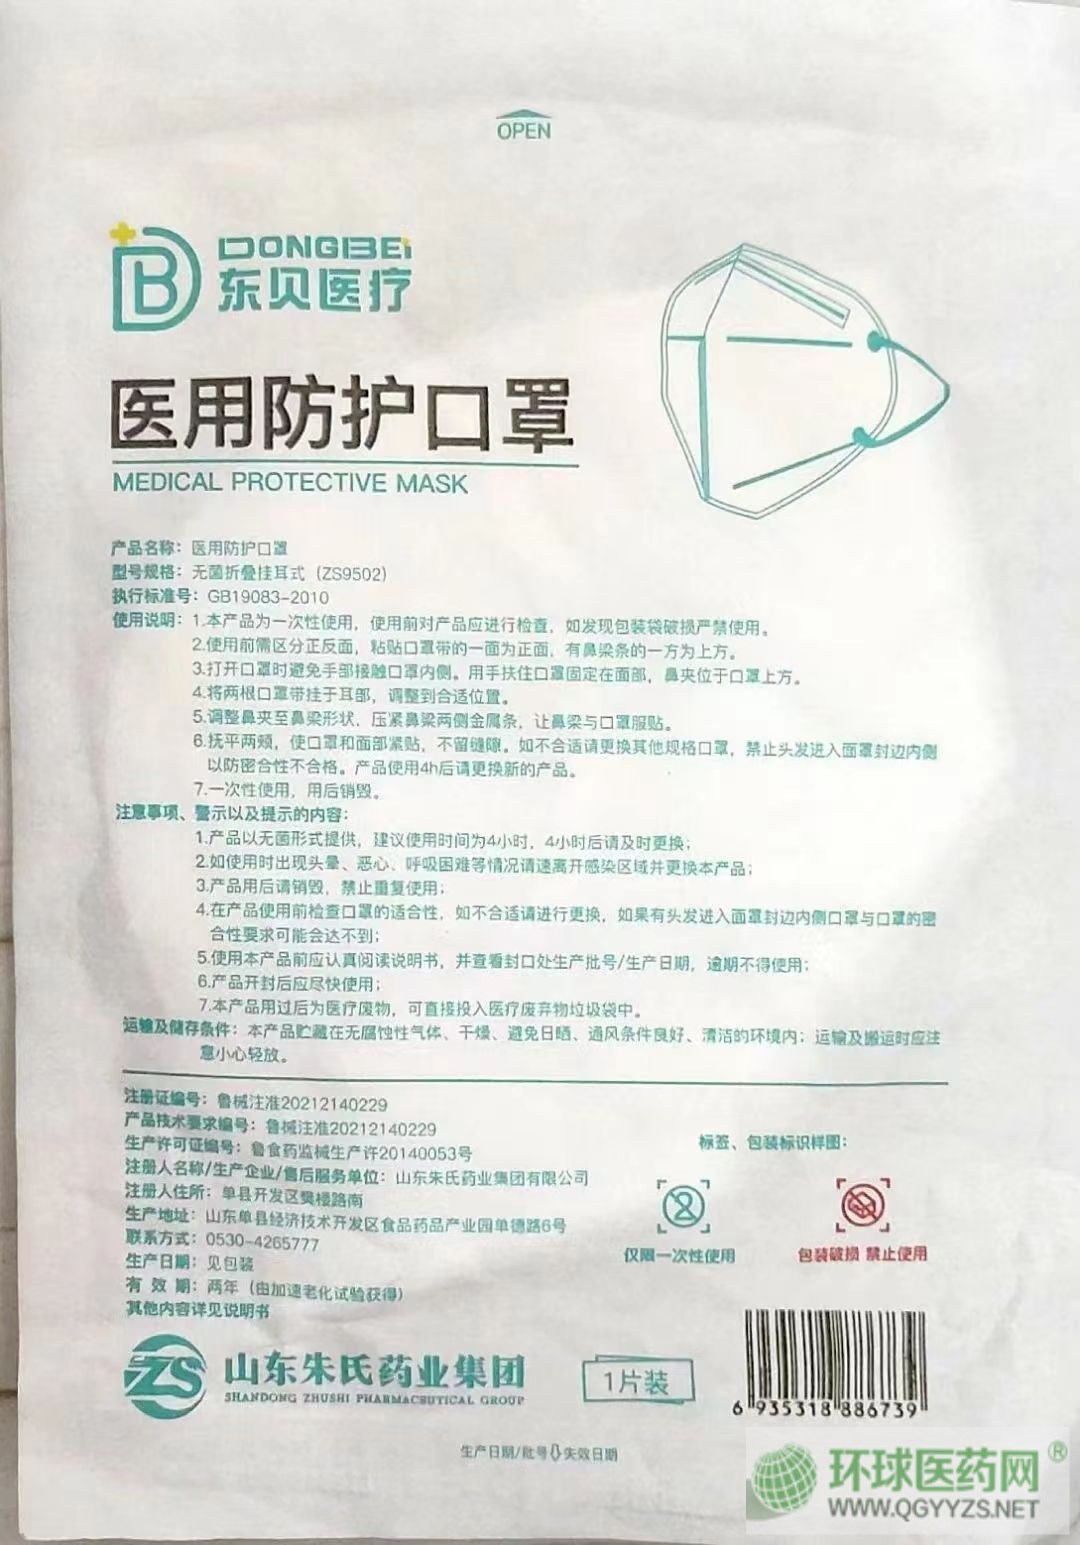 OPEN
DONGBEi
东贝医疗
医用防护口罩
MEDICAL PROTECTIVE MASK
产品名称：医用防护口罩
型号规格：无菌折叠挂耳式（ZS9502）
执行标准号：GB19083-2010
使用说明：1.本产品为一次性使用，使用前对产品应进行检查，如发现包装袋破损严禁使用。
2.使用前需区分正反面，粘贴口罩带的一面为正面，有鼻梁条的一方为上方。
3.打开口罩时避免手部接触口罩内侧。用手扶住口罩固定在面部，鼻夹位于口罩上方。
4.将两根口罩带挂于耳部，调整到合适位置。
5.调整鼻夹至鼻梁形状，压紧鼻梁两侧金属条，让鼻梁与口罩服贴。
6.抚平两颊，使口罩和面部紧贴，不留缝隙。如不合适请更换其他规格口罩，禁止头发进入面罩封边内侧
以防密合性不合格。产品使用4h后请更换新的产品。
7.一次性使用，用后销毁。
注意事项、警示以及提示的内容：
1.产品以无菌形式提供，建议使用时间为4小时，4小时后请及时更换；
2.如使用时出现头晕、恶心、呼吸困难等情况请速离开感染区域并更换本产品；
3.产品用后请销毁，禁止重复使用；
4.在产品使用前检查口罩的适合性，如不合适请进行更换，如果有头发进入面罩封边内侧口罩与口罩的密
合性要求可能会达不到；
5.使用本产品前应认真阅读说明书，并查看封口处生产批号/生产日期，逾期不得使用；
6.产品开封后应尽快使用；
7.本产品用过后为医疗废物，可直接投入医疗废弃物垃圾袋中。
运输及储存条件：本产品贮藏在无腐蚀性气体、干燥、避免日晒、通风条件良好、清洁的环境内；运输及搬运时应注
意小心轻放。
注册证编号：鲁械注准20212140229
产品技术要求编号：鲁械注准20212140229
生产许可证编号：鲁食药监械生产许20140053号
注册人名称/生产企业/售后服务单位：山东朱氏药业集团有限公司
注册人住所：单县开发区樊楼路南
生产地址：山东单县经济技术开发区食品药品产业园单德路6号
联系方式：0530-4265777
生产日期：见包装
有 效 期：两年（由加速老化试验获得）
其他内容详见说明书
标签、包装标识样图：
仅限一次性使用
包装破损 禁止使用
ZS
山东朱氏药业集团
SHANDONG ZHUSHI PHARMACEUTICAL GROUP
1片装
6 935318 886739
生产日期/批号⇩失效日期
环球医药网®
WWW.QGYYZS.NET